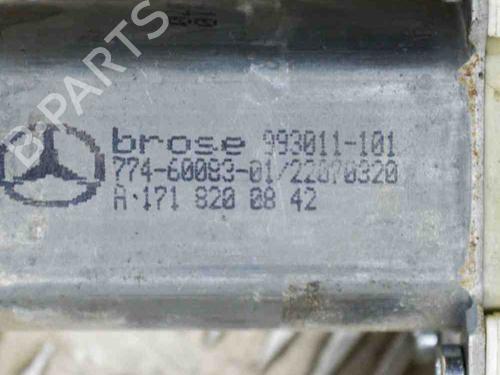 B PARTS
brose 993011-101
774-60083-01/22070320
A·171 820 08 42